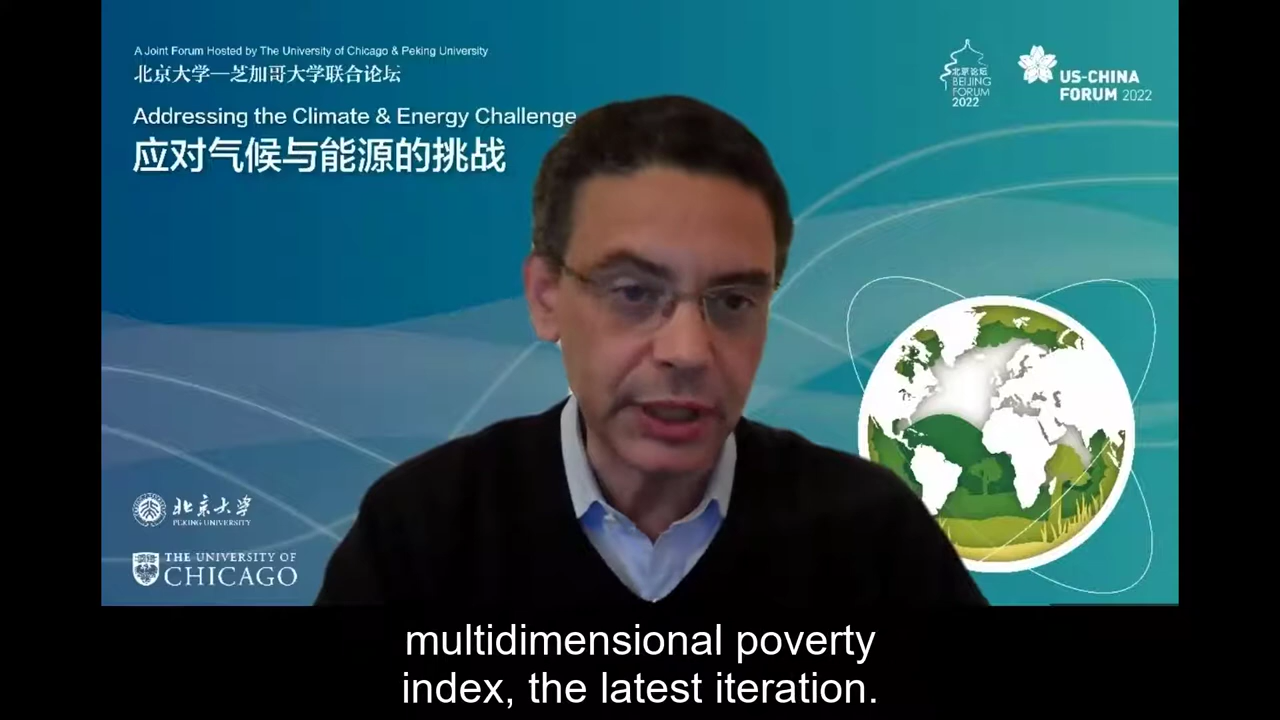 A Joint Forum Hosted by The University of Chicago & Peking University
北京大学—芝加哥大学联合论坛
Addressing the Climate & Energy Challenge
应对气候与能源的挑战
北京论坛
BEIJING
FORUM
2022
US-CHINA
FORUM 2022
北京大学
PEKING UNIVERSITY
THE UNIVERSITY OF
CHICAGO
multidimensional poverty
index, the latest iteration.